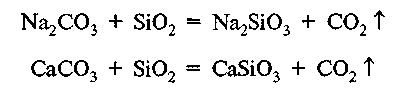 Na₂CO₃ + SiO₂ = Na₂SiO₃ + CO₂↑
CaCO₃ + SiO₂ = CaSiO₃ + CO₂↑